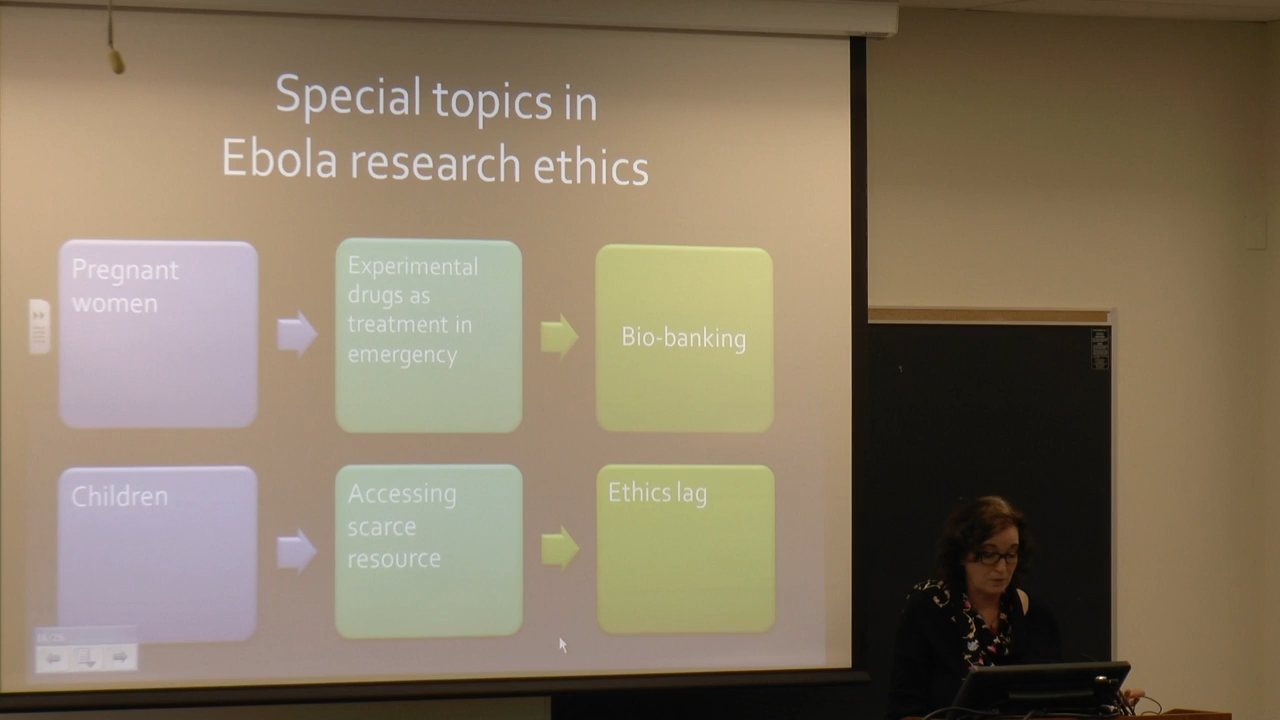 Special topics in
Ebola research ethics
Pregnant
women
Experimental
drugs as
treatment in
emergency
Bio-banking
Children
Accessing
scarce
resource
Ethics lag